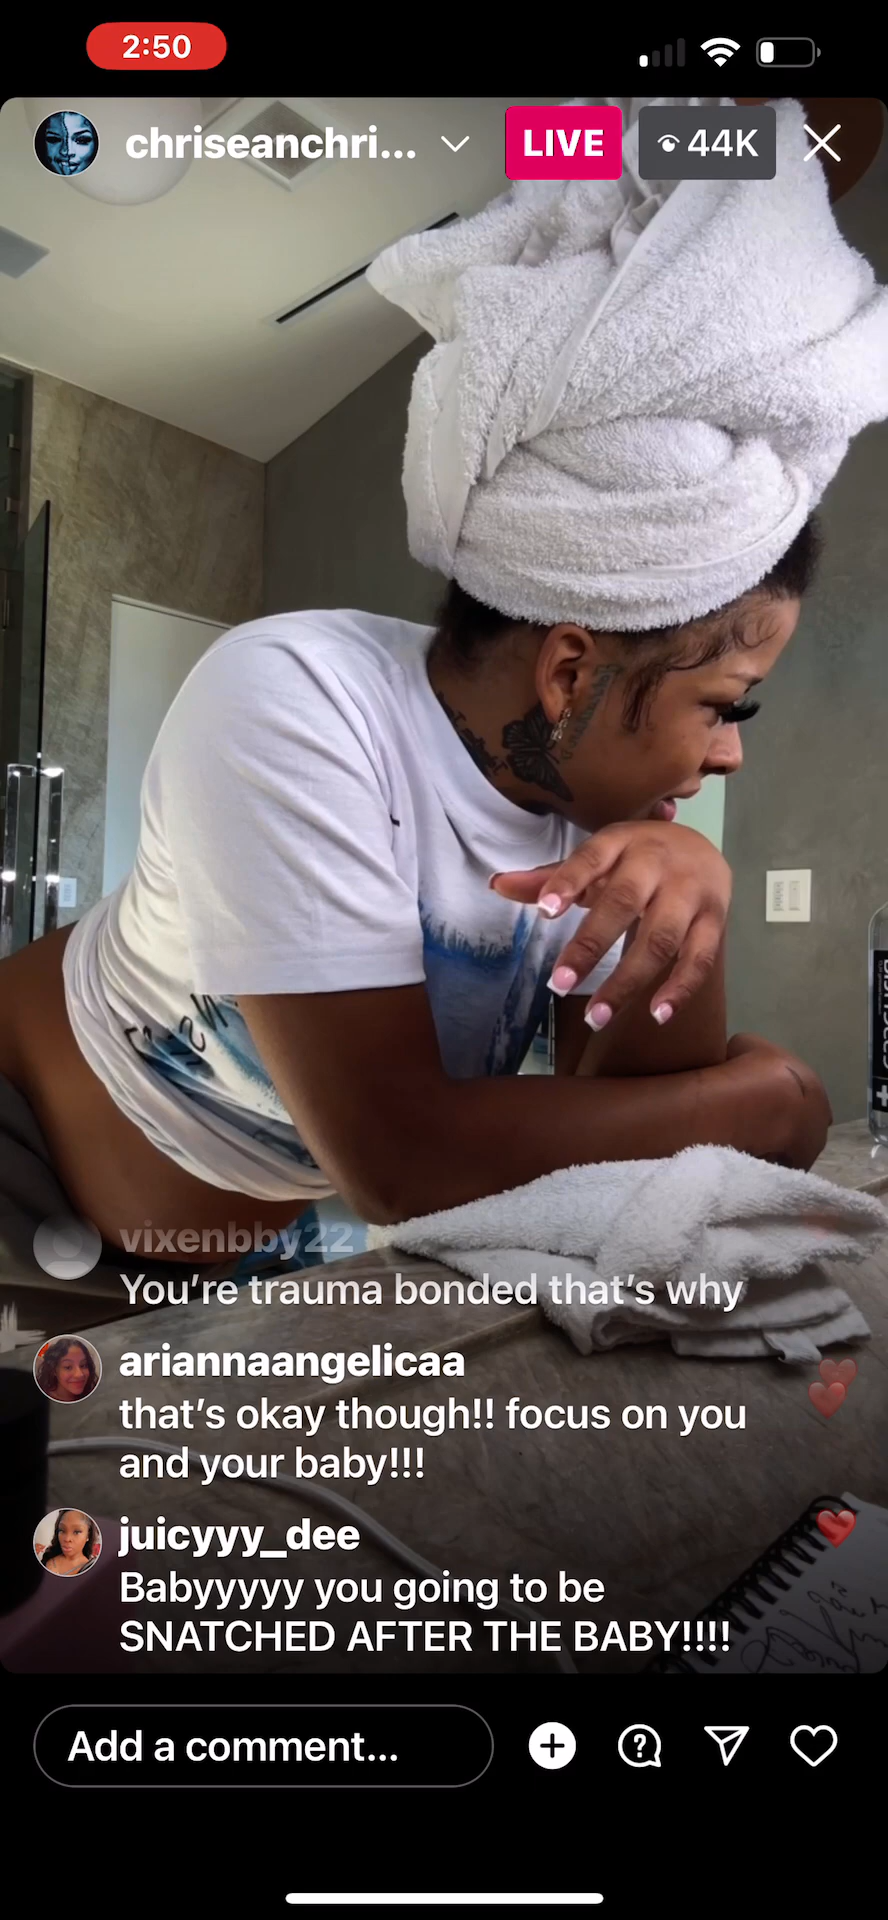 2:50
chriseanchri...
LIVE
44K
vixenbby22
You're trauma bonded that's why
ariannaangelicaa
that's okay though!! focus on you
and your baby!!!
juicyyy_dee
Babyyyyy you going to be
SNATCHED AFTER THE BABY!!!!
Add a comment...